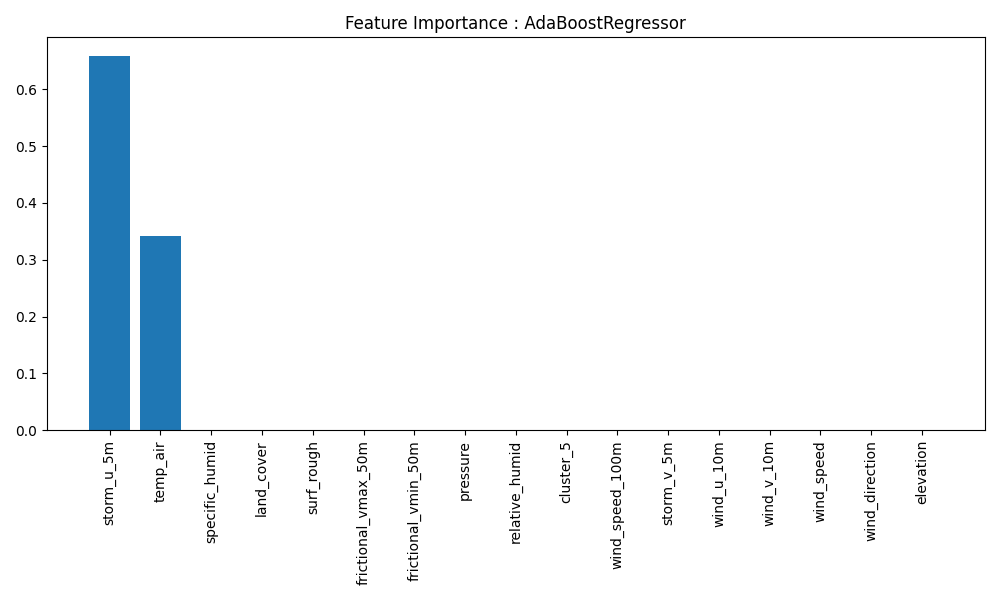 Feature Importance : AdaBoostRegressor
0.6
0.5
0.4
0.3
0.2
0.1
0.0
storm_u_5m
temp_air
specific_humid
land_cover
surf_rough
frictional_vmax_50m
frictional_vmin_50m
pressure
relative_humid
cluster_5
wind_speed_100m
storm_v_5m
wind_u_10m
wind_v_10m
wind_speed
wind_direction
elevation